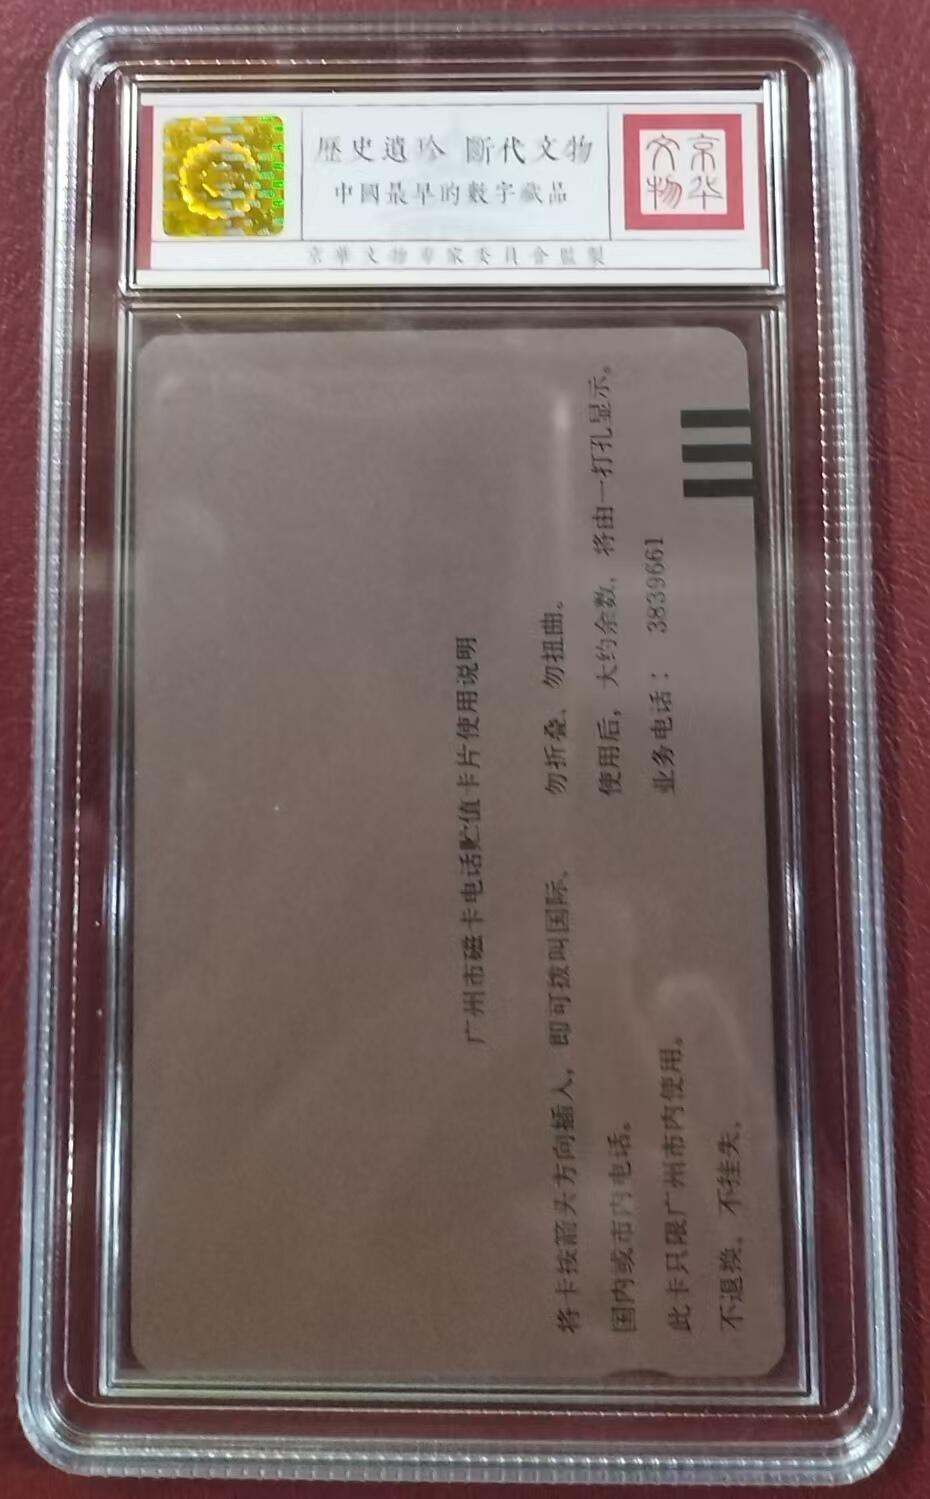 歷史遺珍 斷代文物
中國最早的數字藏品
京华
文物
京華文物专家委員會監製
广州市磁卡电话贮值卡片使用说明
将卡按箭头方向插入，即可拨叫国际、
国内或市内电话。
此卡只限广州市内使用。
不退换、不挂失、
勿折叠、勿扭曲。
使用后，大约余数，将由一打孔显示。
业务电话：3839661